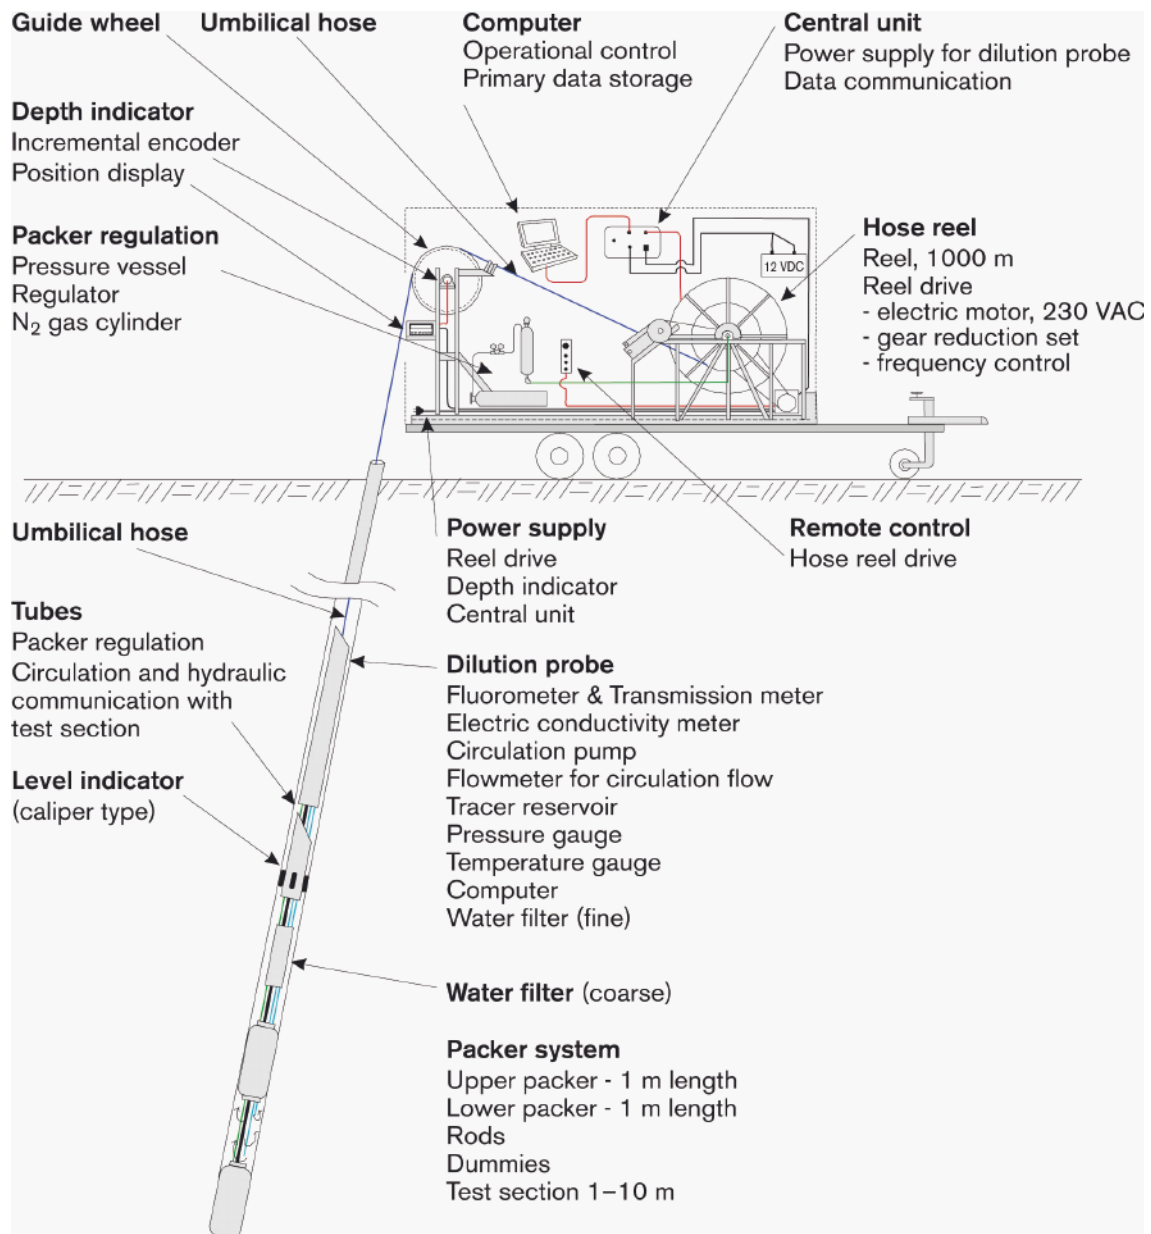 Guide wheel
Umbilical hose
Computer
Operational control
Primary data storage
Central unit
Power supply for dilution probe
Data communication
Depth indicator
Incremental encoder
Position display
Packer regulation
Pressure vessel
Regulator
N₂ gas cylinder
12 VDC
Hose reel
Reel, 1000 m
Reel drive
- electric motor, 230 VAC
- gear reduction set
- frequency control
Umbilical hose
Power supply
Reel drive
Depth indicator
Central unit
Remote control
Hose reel drive
Tubes
Packer regulation
Circulation and hydraulic
communication with
test section
Level indicator
(caliper type)
Dilution probe
Fluorometer & Transmission meter
Electric conductivity meter
Circulation pump
Flowmeter for circulation flow
Tracer reservoir
Pressure gauge
Temperature gauge
Computer
Water filter (fine)
Water filter (coarse)
Packer system
Upper packer - 1 m length
Lower packer - 1 m length
Rods
Dummies
Test section 1–10 m